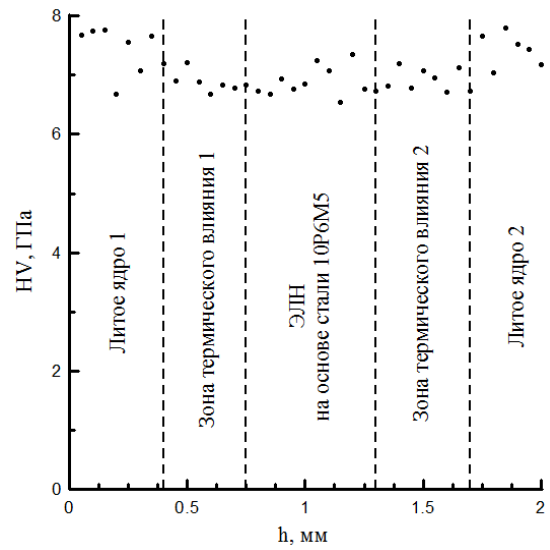 8
6
4
2
0
HV, ГПа
Литое ядро 1
Зона термического влияния 1
ЭЛН
на основе стали 10Р6М5
Зона термического влияния 2
Литое ядро 2
0
0.5
1
1.5
2
h, мм